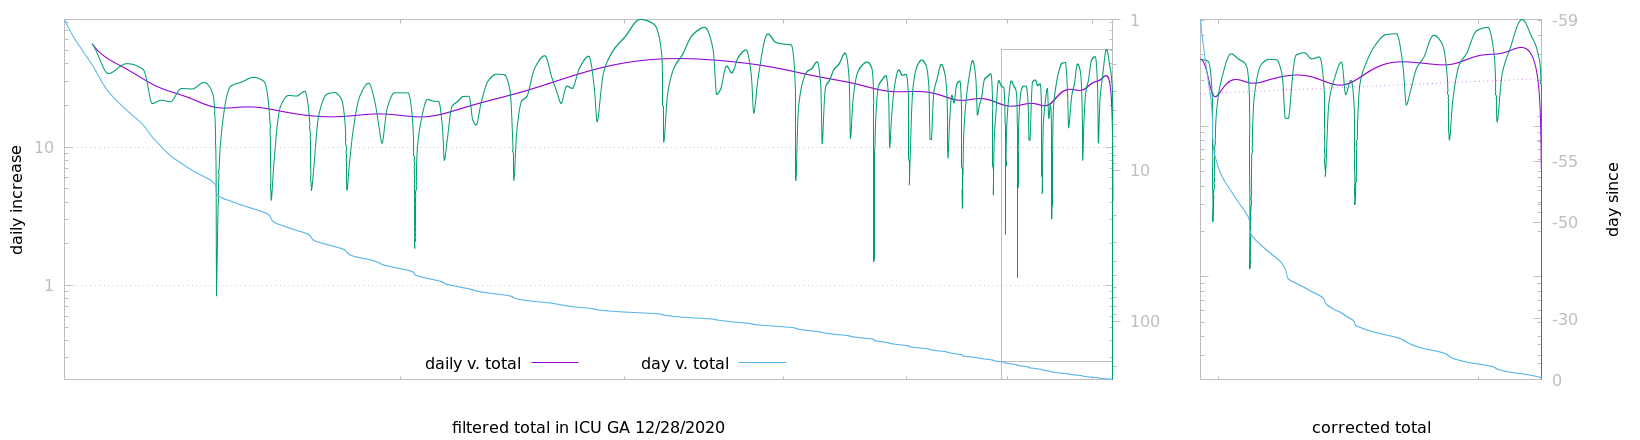 daily increase
10
1
daily v. total
day v. total
1
10
100
filtered total in ICU GA 12/28/2020
-59
-55
-50
-30
0
day since
corrected total